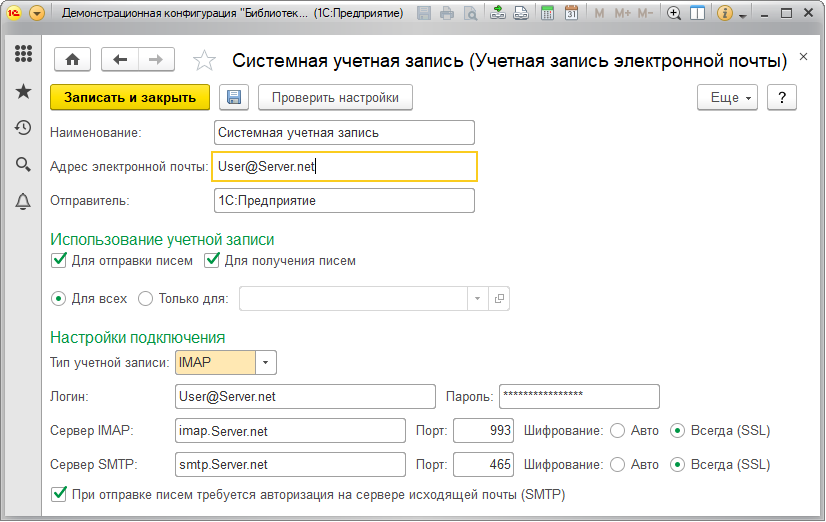 Демонстрационная конфигурация "Библиотек... (1С:Предприятие)
31 M M+ M-
Системная учетная запись (Учетная запись электронной почты)
Записать и закрыть Проверить настройки Еще ?
Наименование: Системная учетная запись
Адрес электронной почты: User@Server.net
Отправитель: 1С:Предприятие
Использование учетной записи
Для отправки писем Для получения писем
Для всех Только для:
Настройки подключения
Тип учетной записи: IMAP
Логин: User@Server.net Пароль: ****************
Сервер IMAP: imap.Server.net Порт: 993 Шифрование: Авто Всегда (SSL)
Сервер SMTP: smtp.Server.net Порт: 465 Шифрование: Авто Всегда (SSL)
При отправке писем требуется авторизация на сервере исходящей почты (SMTP)